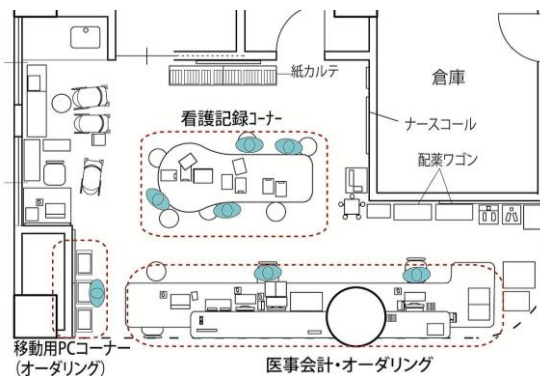 紙カルテ
倉庫
看護記録コーナー
ナースコール
配薬ワゴン
移動用PCコーナー
(オーダリング)
医事会計・オーダリング